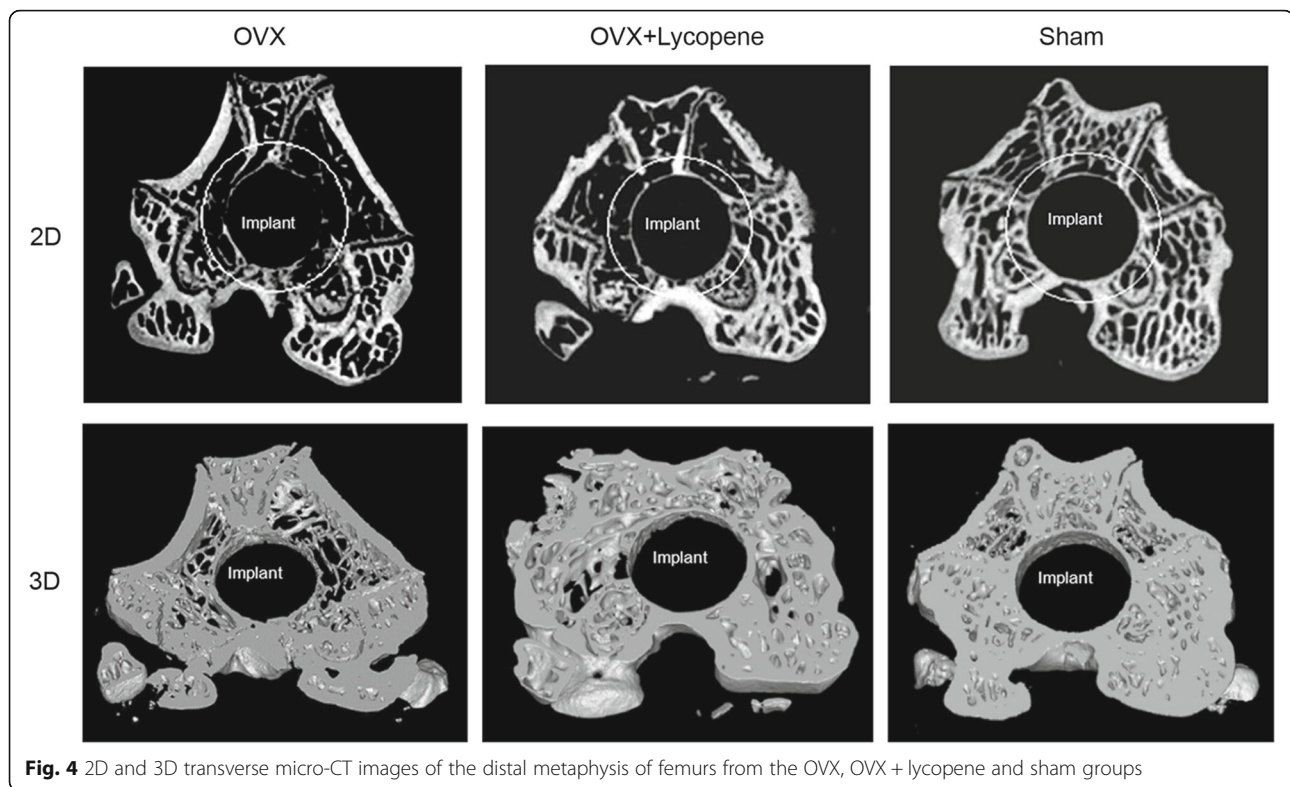 OVX OVX+Lycopene Sham
2D
Implant Implant Implant
3D
Implant Implant Implant
Fig. 4 2D and 3D transverse micro-CT images of the distal metaphysis of femurs from the OVX, OVX + lycopene and sham groups